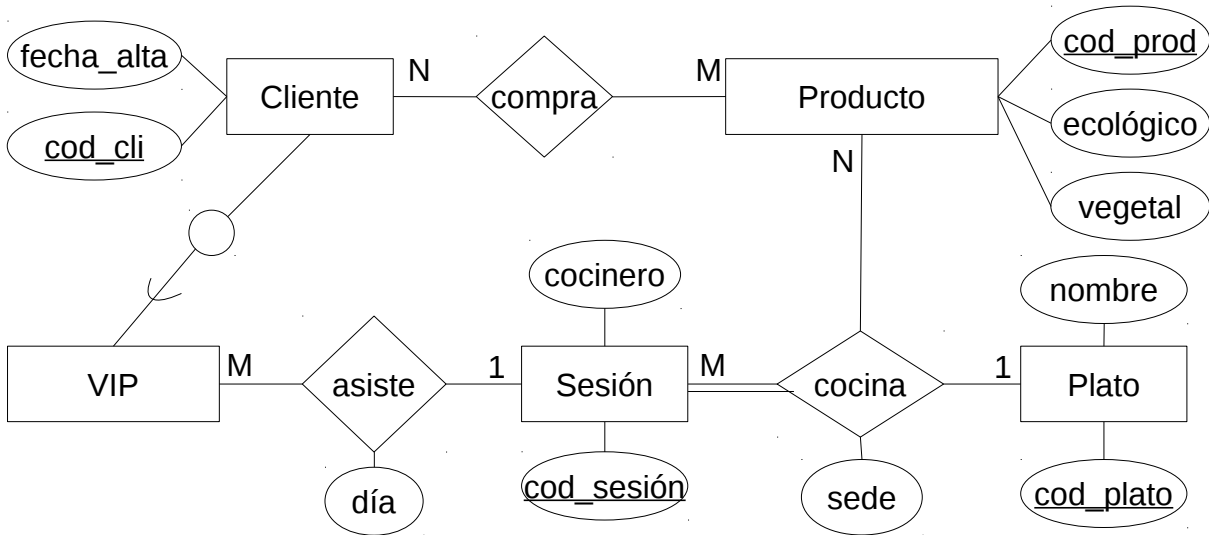 fecha_alta
cod_cli
Cliente
N
compra
M
Producto
N
cod_prod
ecológico
vegetal
cocinero
nombre
VIP
M
asiste
1
Sesión
M
cocina
1
Plato
día
cod_sesión
sede
cod_plato